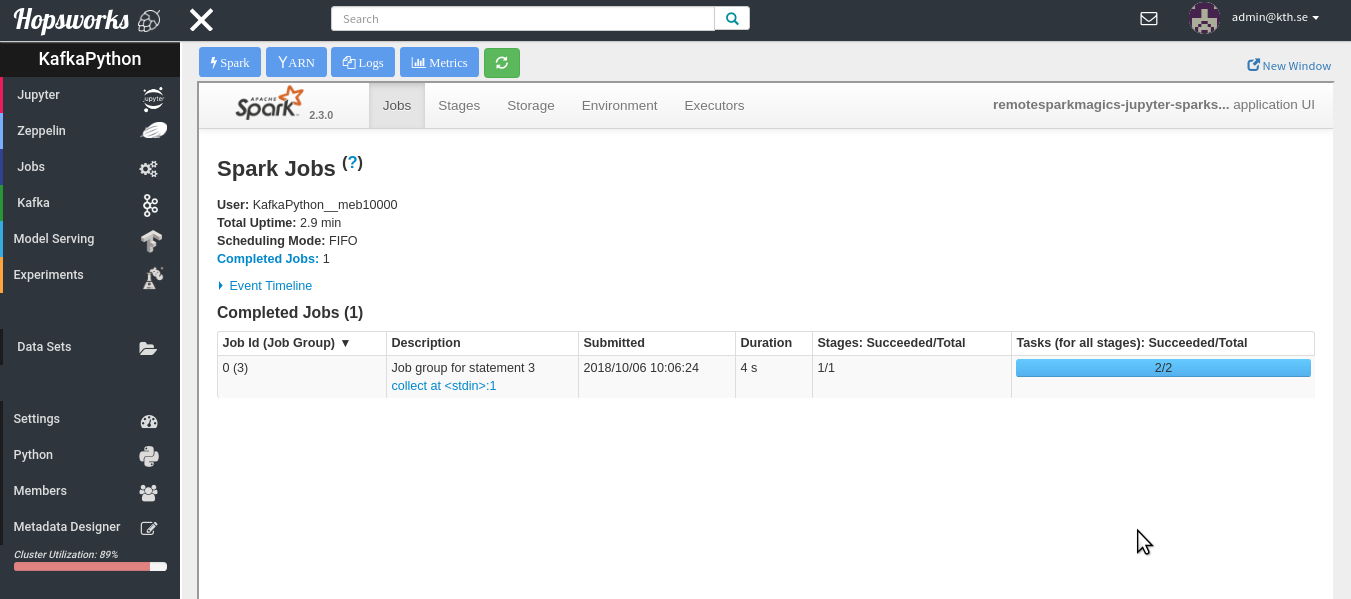 Hopsworks
Search
admin@kth.se
KafkaPython
Jupyter
jupyter
Zeppelin
Jobs
Kafka
Model Serving
Experiments
Data Sets
Settings
Python
Members
Metadata Designer
Cluster Utilization: 89%
Spark YARN Logs Metrics
New Window
APACHE Spark 2.3.0 Jobs Stages Storage Environment Executors remotesparkmagics-jupyter-sparks... application UI
Spark Jobs (?)
User: KafkaPython__meb10000
Total Uptime: 2.9 min
Scheduling Mode: FIFO
Completed Jobs: 1
Event Timeline
Completed Jobs (1)
Job Id (Job Group) ▼ Description Submitted Duration Stages: Succeeded/Total Tasks (for all stages): Succeeded/Total
0 (3) Job group for statement 3 2018/10/06 10:06:24 4 s 1/1 2/2
collect at <stdin>:1